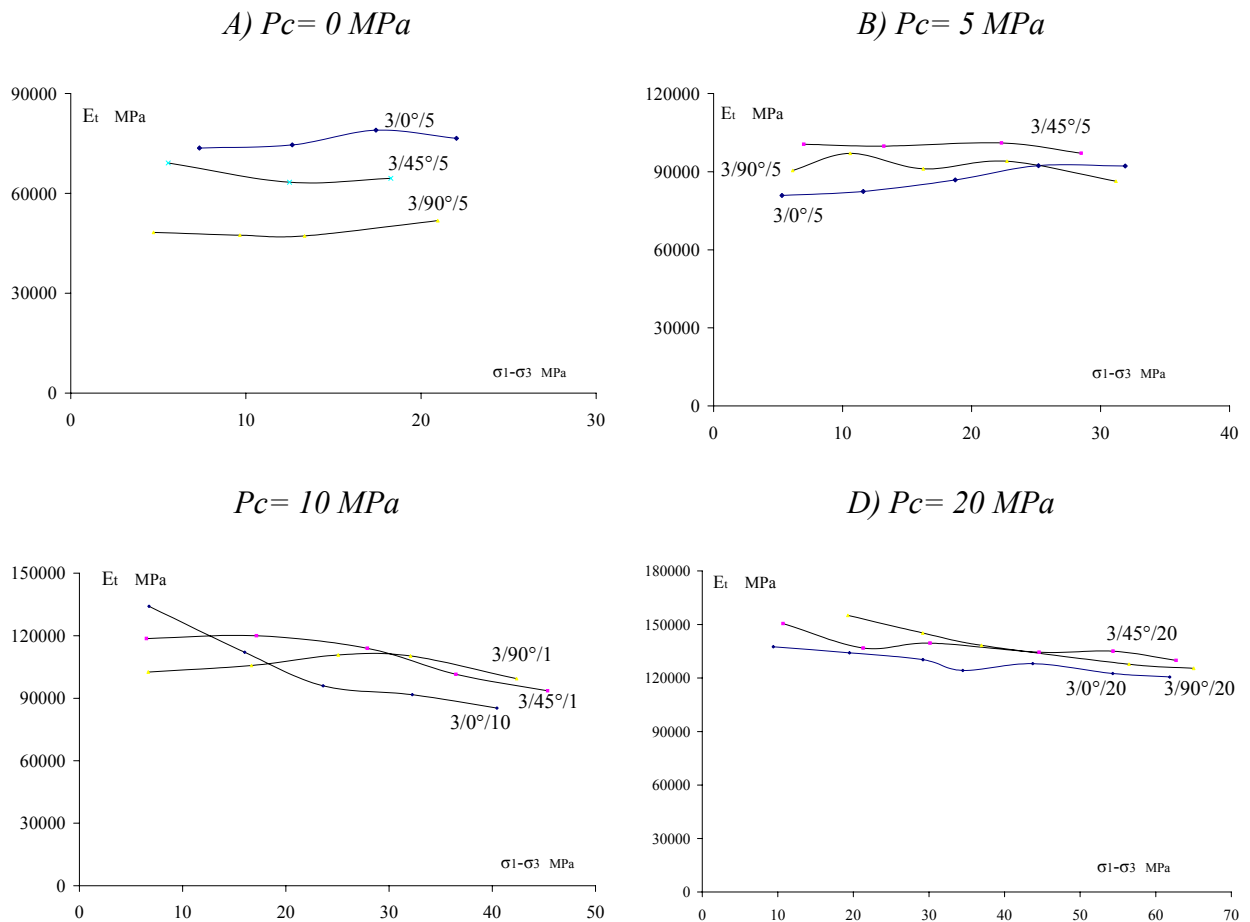 A) Pc= 0 MPa
90000
Et MPa
3/0°/5
60000
3/45°/5
3/90°/5
30000
σ1-σ3 MPa
0
0 10 20 30
B) Pc= 5 MPa
120000
Et MPa
3/45°/5
90000
3/90°/5
3/0°/5
60000
30000
σ1-σ3 MPa
0
0 10 20 30 40
Pc= 10 MPa
150000
Et MPa
120000
3/90°/1
90000
3/45°/1
3/0°/10
60000
30000
σ1-σ3 MPa
0
0 10 20 30 40 50
D) Pc= 20 MPa
180000
Et MPa
150000
3/45°/20
120000
3/0°/20 3/90°/20
90000
60000
30000
σ1-σ3 MPa
0
0 10 20 30 40 50 60 70